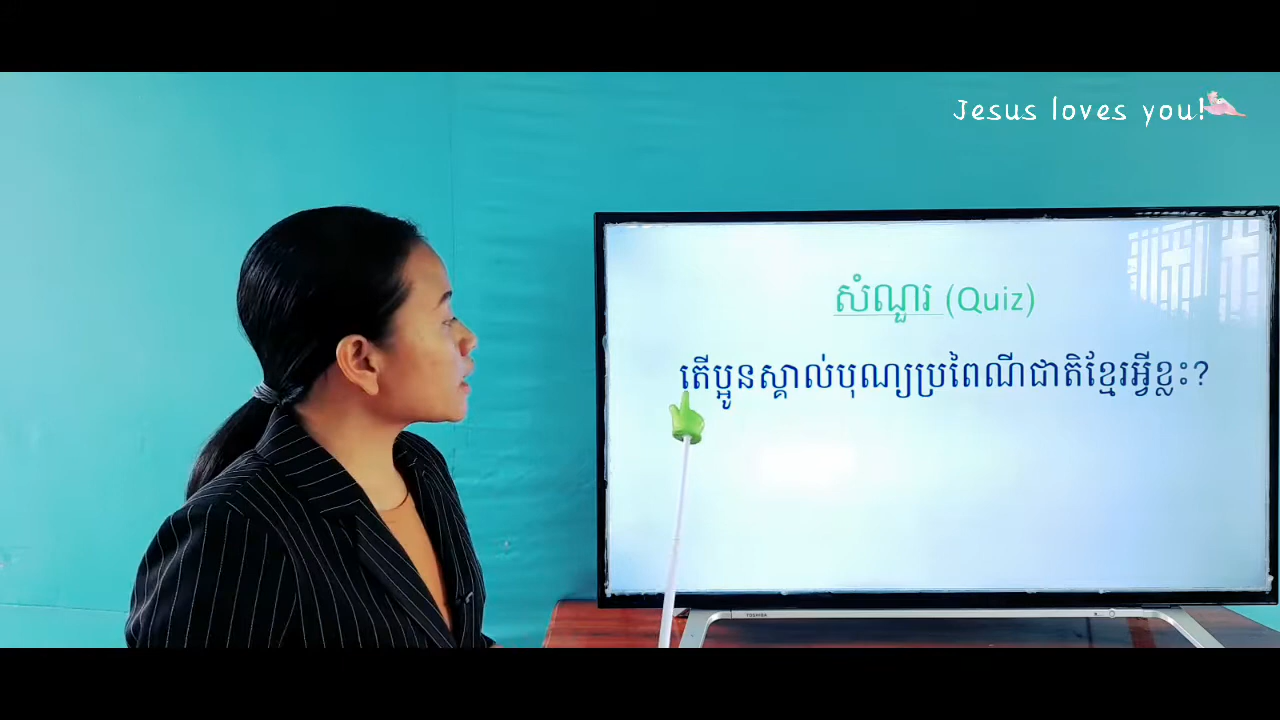 Jesus loves you!
សំណួរ (Quiz)
តើប្អូនស្គាល់បុណ្យប្រពៃណីជាតិខ្មែរអ្វីខ្លះ?
TOSHIBA